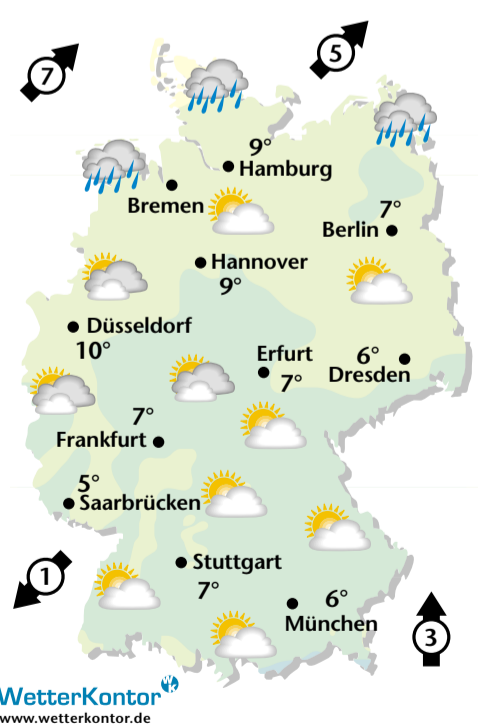 5
7
9°
Hamburg
Bremen
7°
Berlin
Hannover
9°
Düsseldorf
10°
Erfurt
7°
6°
Dresden
7°
Frankfurt
5°
Saarbrücken
Stuttgart
7°
1
6°
München
3
WetterKontor wk
www.wetterkontor.de